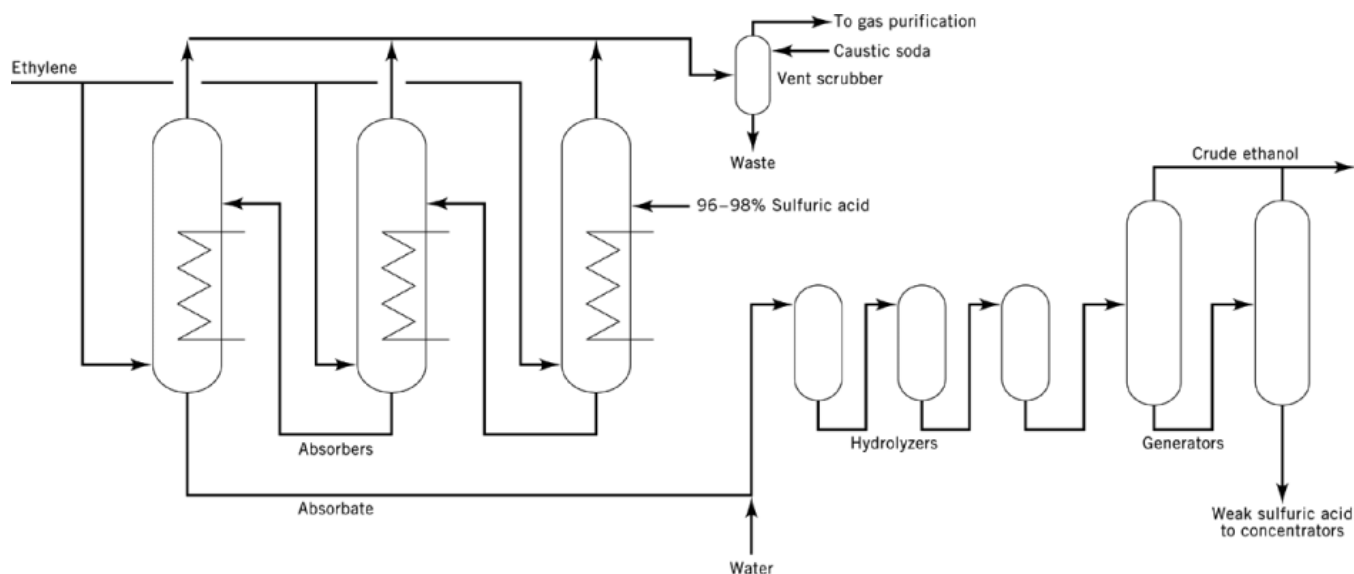 To gas purification
Ethylene
Caustic soda
Vent scrubber
Waste
Crude ethanol
96–98% Sulfuric acid
Absorbers
Hydrolyzers
Generators
Absorbate
Weak sulfuric acid
to concentrators
Water